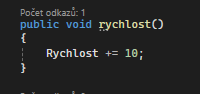 Počet odkazů: 1
public void rychlost()
{
    Rychlost += 10;
}